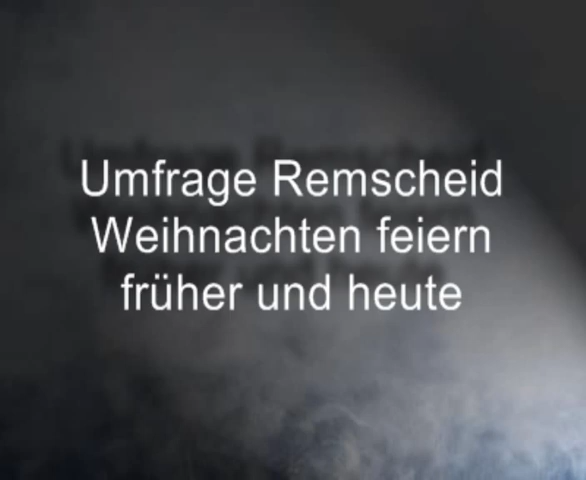 Umfrage Remscheid
Weihnachten feiern
früher und heute